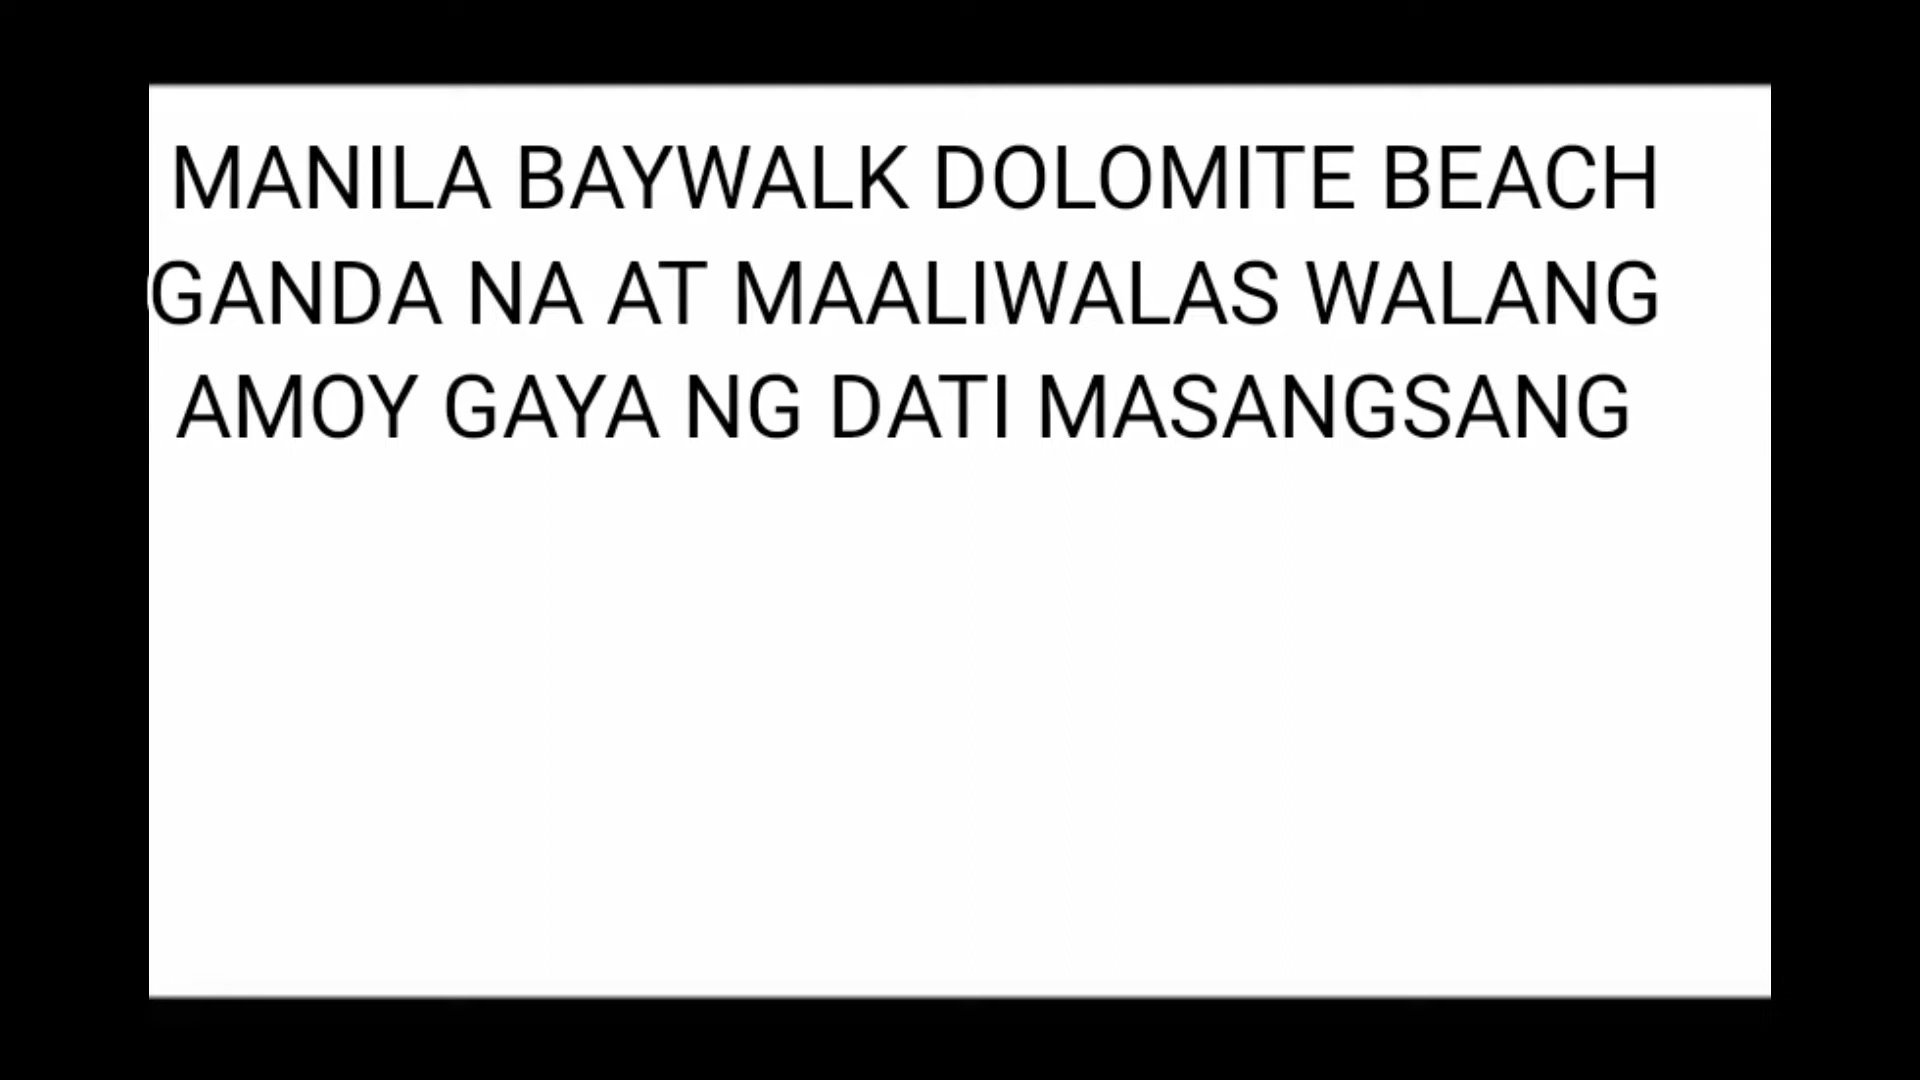 MANILA BAYWALK DOLOMITE BEACH
GANDA NA AT MAALIWALAS WALANG
AMOY GAYA NG DATI MASANGSANG